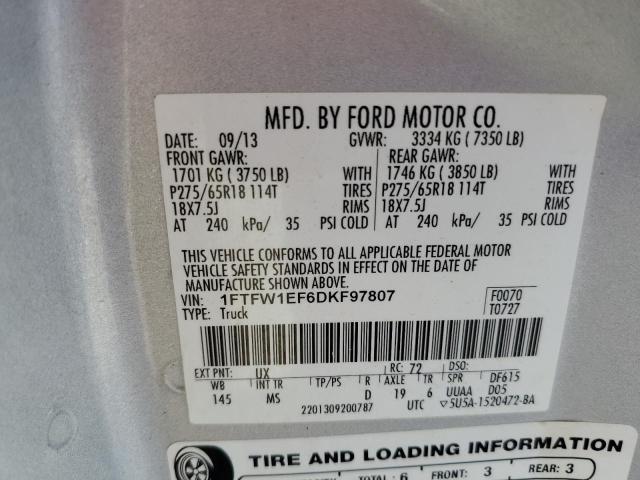 MFD. BY FORD MOTOR CO.
DATE: 09/13 GVWR: 3334 KG ( 7350 LB)
FRONT GAWR: REAR GAWR:
1701 KG ( 3750 LB) WITH 1746 KG ( 3850 LB) WITH
P275/65R18 114T TIRES P275/65R18 114T TIRES
18X7.5J RIMS 18X7.5J RIMS
AT 240 kPa/ 35 PSI COLD AT 240 kPa/ 35 PSI COLD
THIS VEHICLE CONFORMS TO ALL APPLICABLE FEDERAL MOTOR
VEHICLE SAFETY STANDARDS IN EFFECT ON THE DATE OF
MANUFACTURE SHOWN ABOVE.
VIN: 1FTFW1EF6DKF97807 F0070
TYPE: Truck T0727
EXT PNT: UX RC: 72 DSO:
WB INT TR TP/PS R AXLE TR SPR DF615
145 MS D 19 6 UUAA D05
2201309200787 UTC ▽5U5A-1520472-BA
TIRE AND LOADING INFORMATION
TOTAL: 6 FRONT: 3 REAR: 3